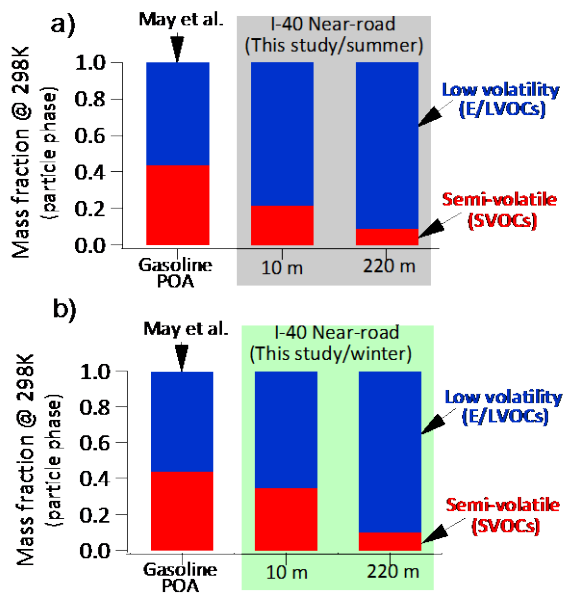 a)
May et al.
I-40 Near-road
(This study/summer)
Mass fraction @ 298K
(particle phase)
1.0
0.8
0.6
0.4
0.2
0.0
Low volatility
(E/LVOCs)
Semi-volatile
(SVOCs)
Gasoline
POA
10 m
220 m
b)
May et al.
I-40 Near-road
(This study/winter)
Mass fraction @ 298K
(particle phase)
1.0
0.8
0.6
0.4
0.2
0.0
Low volatility
(E/LVOCs)
Semi-volatile
(SVOCs)
Gasoline
POA
10 m
220 m